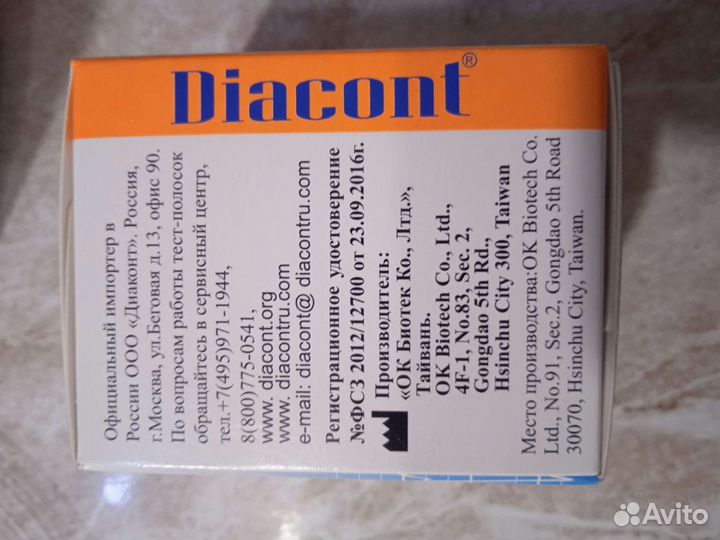 Diacont®
Официальный импортер в
России ООО «Диаконт», Россия,
г.Москва, ул.Беговая д.13, офис 90.
По вопросам работы тест-полосок
обращайтесь в сервисный центр,
тел.+7(495)971-1944,
8(800)775-0541,
www. diacont.org
www. diacontru.com
e-mail: diacont@ diacontru.com
Регистрационное удостоверение
№ФСЗ 2012/12700 от 23.09.2016г.
Производитель:
«ОК Биотек Ко., Лтд.»,
Тайвань.
OK Biotech Co., Ltd.,
4F-1, No.83, Sec. 2,
Gongdao 5th Rd.,
Hsinchu City 300, Taiwan
Место производства:OK Biotech Co.
Ltd., No.91, Sec.2, Gongdao 5th Road
30070, Hsinchu City, Taiwan.
Avito